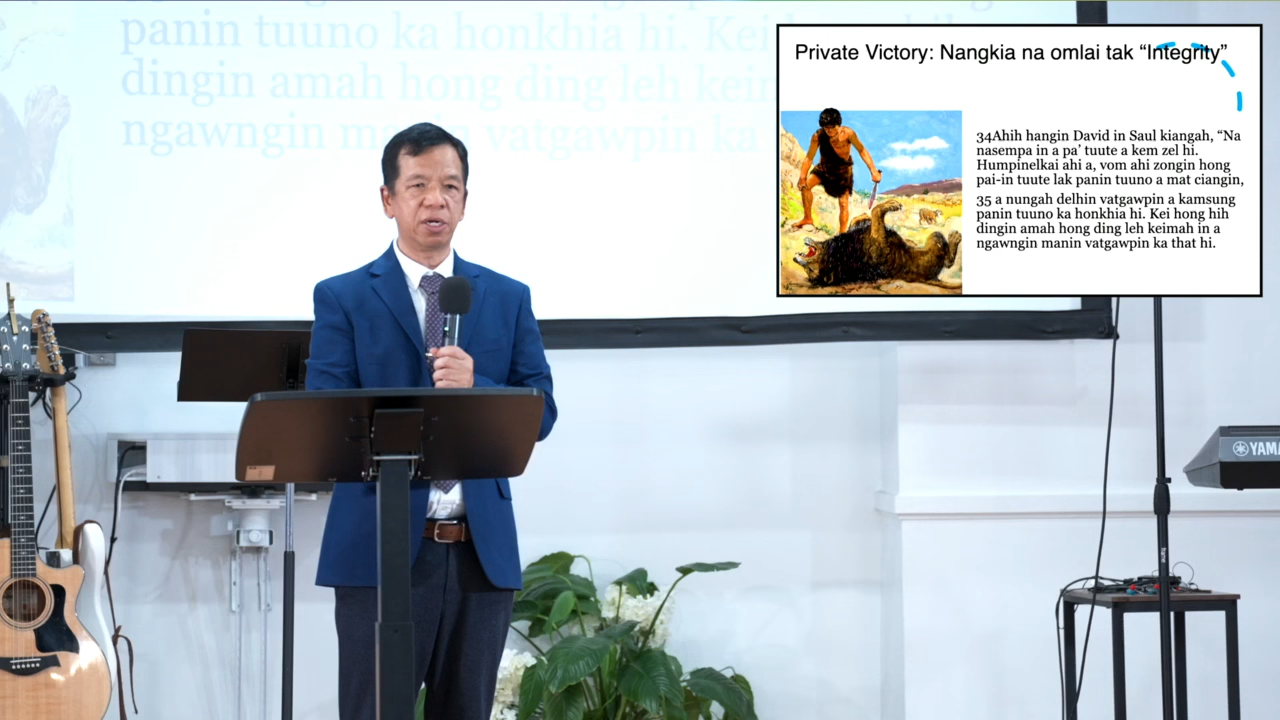 panin tuuno ka honkhia hi. Kei
dingin amah hong ding leh keim
ngawngin manin vatgawpin ka
Private Victory: Nangkia na omlai tak “Integrity”
34Ahih hangin David in Saul kiangah, “Na
nasempa in a pa’ tuute a kem zel hi.
Humpinelkai ahi a, vom ahi zongin hong
pai-in tuute lak panin tuuno a mat ciangin,
35 a nungah delhin vatgawpin a kamsung
panin tuuno ka honkhia hi. Kei hong hih
dingin amah hong ding leh keimah in a
ngawngin manin vatgawpin ka that hi.
YAMA